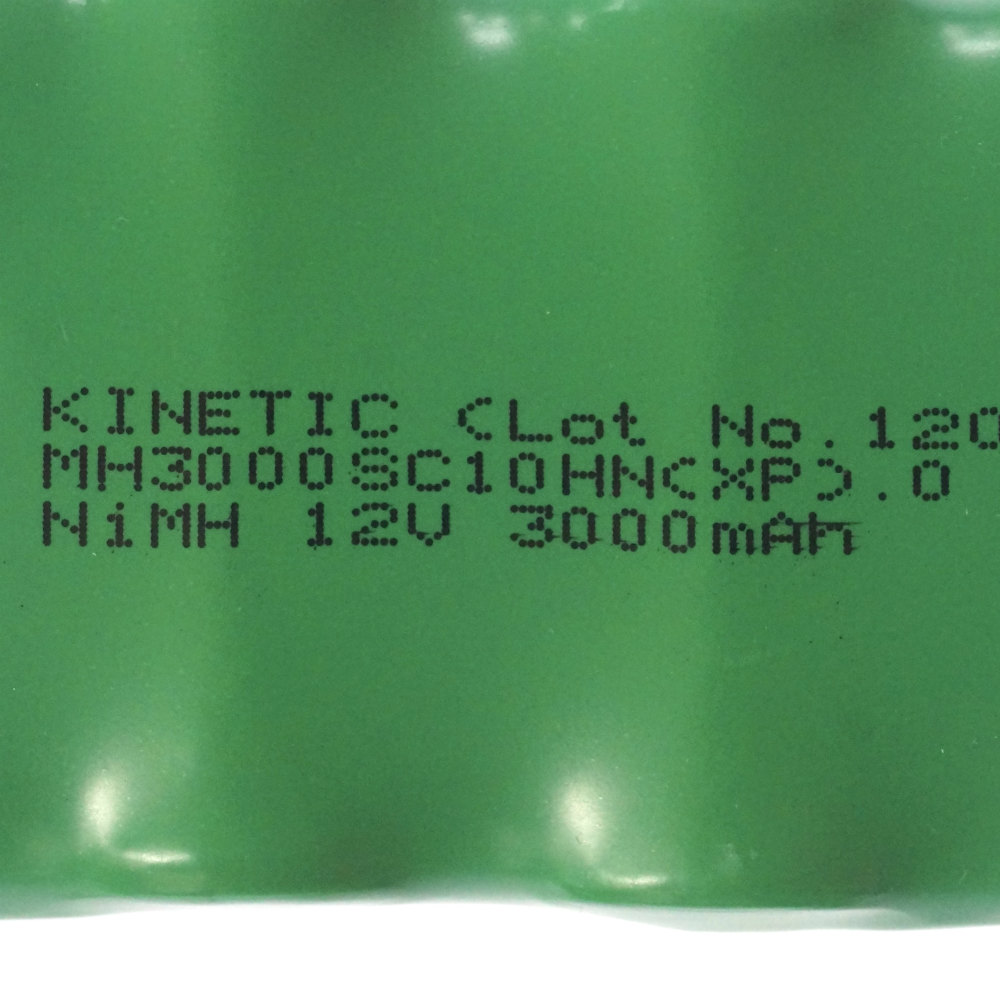 KINETIC (Lot No.120
MH3000SC10HN(XP).0
NiMH 12V 3000mAh